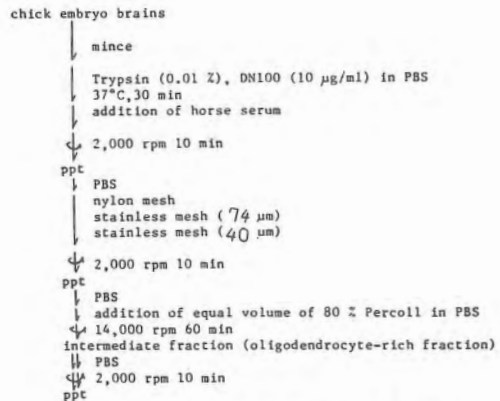 chick embryo brains
mince
Trypsin (0.01 %), DN100 (10 µg/ml) in PBS
37°C,30 min
addition of horse serum
2,000 rpm 10 min
ppt
PBS
nylon mesh
stainless mesh (74 µm)
stainless mesh (40 µm)
2,000 rpm 10 min
ppt
PBS
addition of equal volume of 80 % Percoll in PBS
14,000 rpm 60 min
intermediate fraction (oligodendrocyte-rich fraction)
PBS
2,000 rpm 10 min
ppt